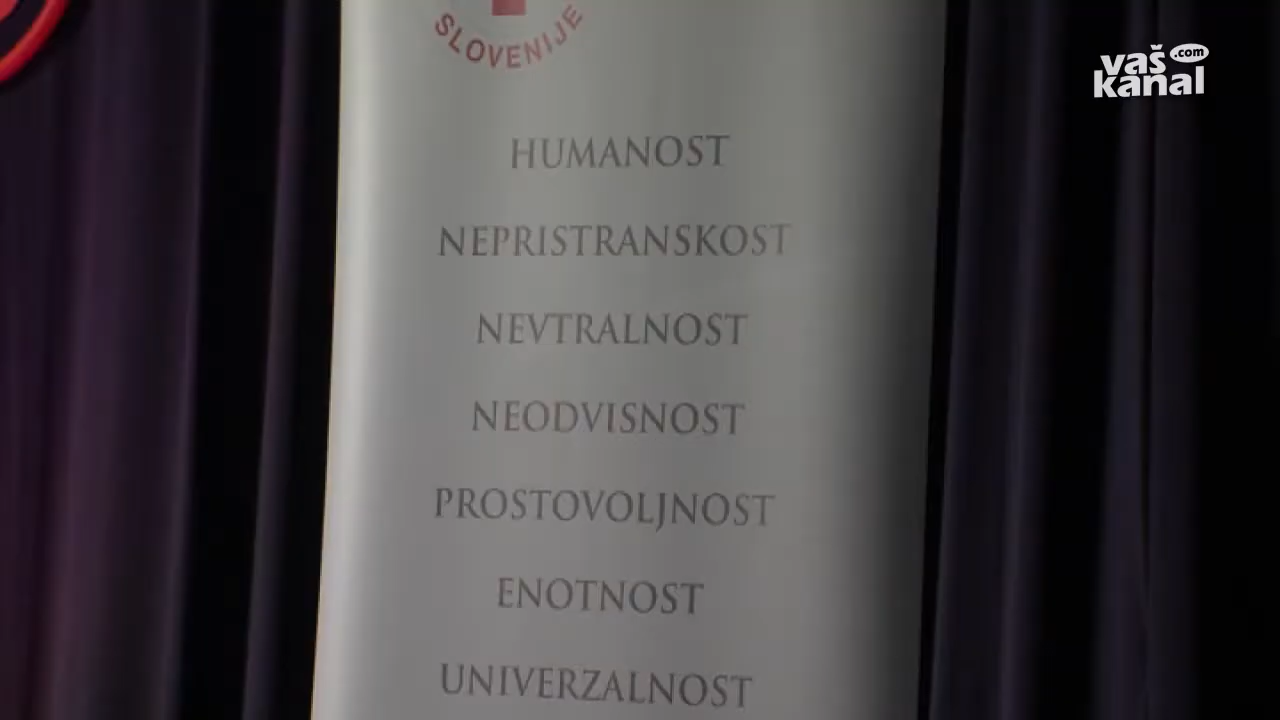 SLOVENIJE
vaš .com
kanal
HUMANOST
NEPRISTRANSKOST
NEVTRALNOST
NEODVISNOST
PROSTOVOLJNOST
ENOTNOST
UNIVERZALNOST